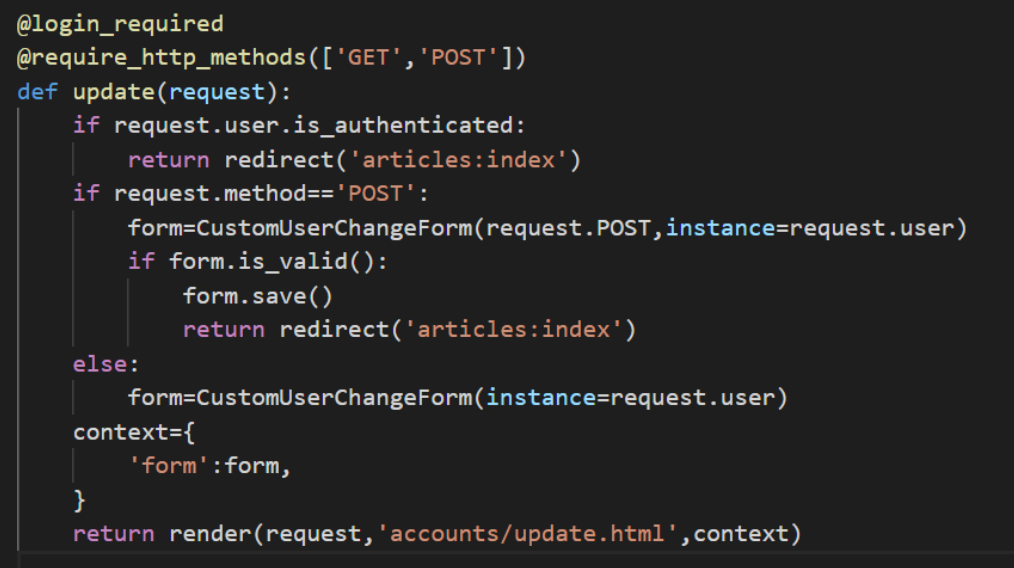 @login_required
@require_http_methods(['GET','POST'])
def update(request):
    if request.user.is_authenticated:
        return redirect('articles:index')
    if request.method=='POST':
        form=CustomUserChangeForm(request.POST,instance=request.user)
        if form.is_valid():
            form.save()
            return redirect('articles:index')
    else:
        form=CustomUserChangeForm(instance=request.user)
    context={
        'form':form,
    }
    return render(request,'accounts/update.html',context)